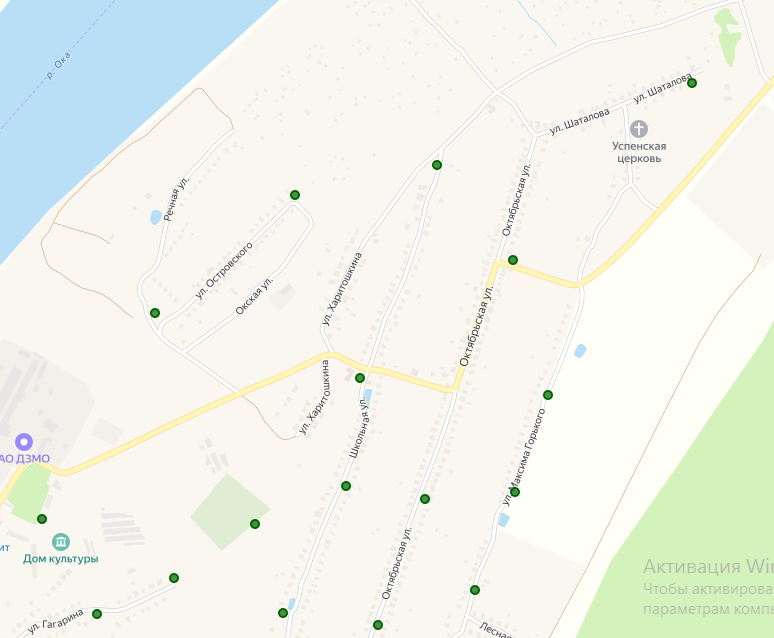 р. Ока
ул. Шаталова
ул. Шаталова
Успенская
церковь
Речная ул.
Октябрьская ул.
ул. Островского
Окская ул.
ул. Харитошкина
Октябрьская ул.
ул. Харитошкина
Школьная ул.
ул. Максима Горького
АО ДЗМО
Октябрьская ул.
ит
Дом культуры
Активация Win
Чтобы активироват
параметрам компь
ул. Гагарина
Леснa